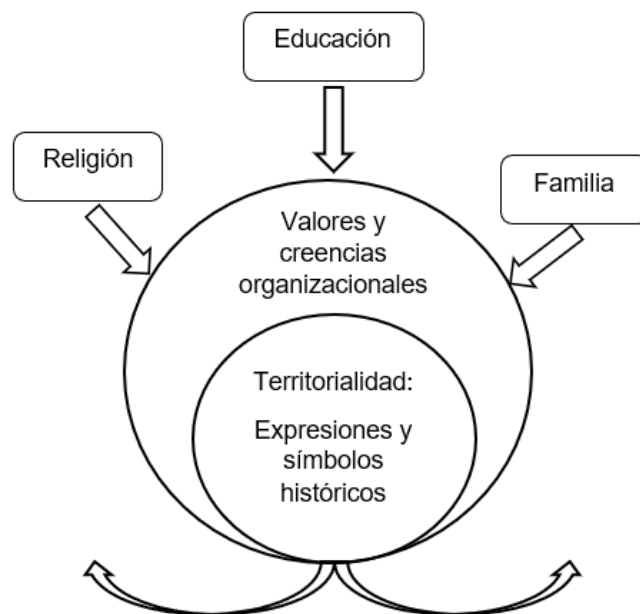 Educación
Religión
Familia
Valores y
creencias
organizacionales
Territorialidad:
Expresiones y
símbolos
históricos